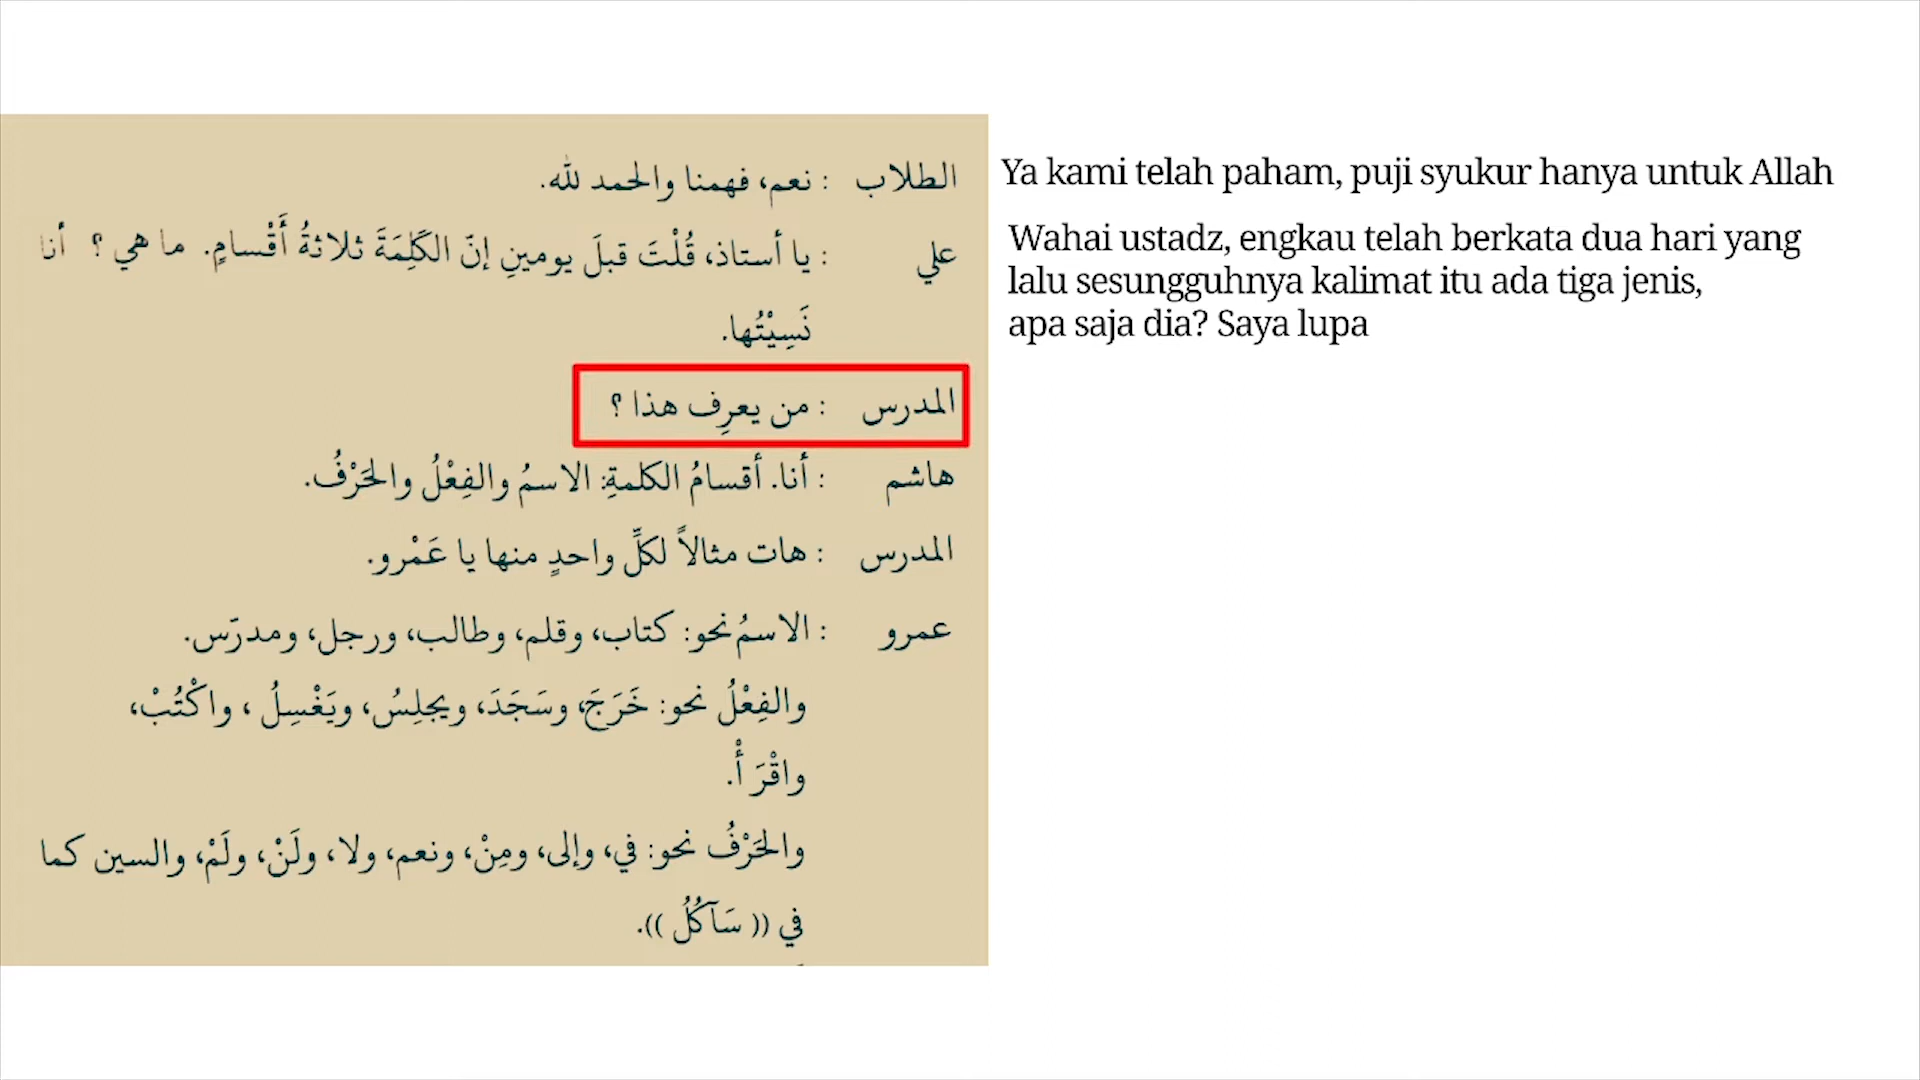 الطلاب : نعم، فهمنا والحمد لله.
علي : يا أستاذ، قُلْتَ قبلَ يومينِ إنّ الكَلِمَةَ ثلاثةُ أَقْسامٍ. ما هي ؟ أنا
نَسِيْتُها.
المدرس : من يعرِف هذا ؟
هاشم : أنا. أقسامُ الكلمةِ: الاسمُ والفِعْلُ والحَرْفُ.
المدرس : هات مثالاً لكلِّ واحدٍ منها يا عَمْرو.
عمرو : الاسمُ نحو: كتاب، وقلم، وطالب، ورجل، ومدرّس.
والفِعْلُ نحو: خَرَجَ، وسَجَدَ، ويجلِسُ، ويَغْسِلُ ، واكْتُبْ،
واقْرَ أْ.
والحَرْفُ نحو: في، وإلى، ومِنْ، ونعم، ولا، ولَنْ، ولَمْ، والسين كما
في (( سَآكُلُ )).
Ya kami telah paham, puji syukur hanya untuk Allah
Wahai ustadz, engkau telah berkata dua hari yang
lalu sesungguhnya kalimat itu ada tiga jenis,
apa saja dia? Saya lupa